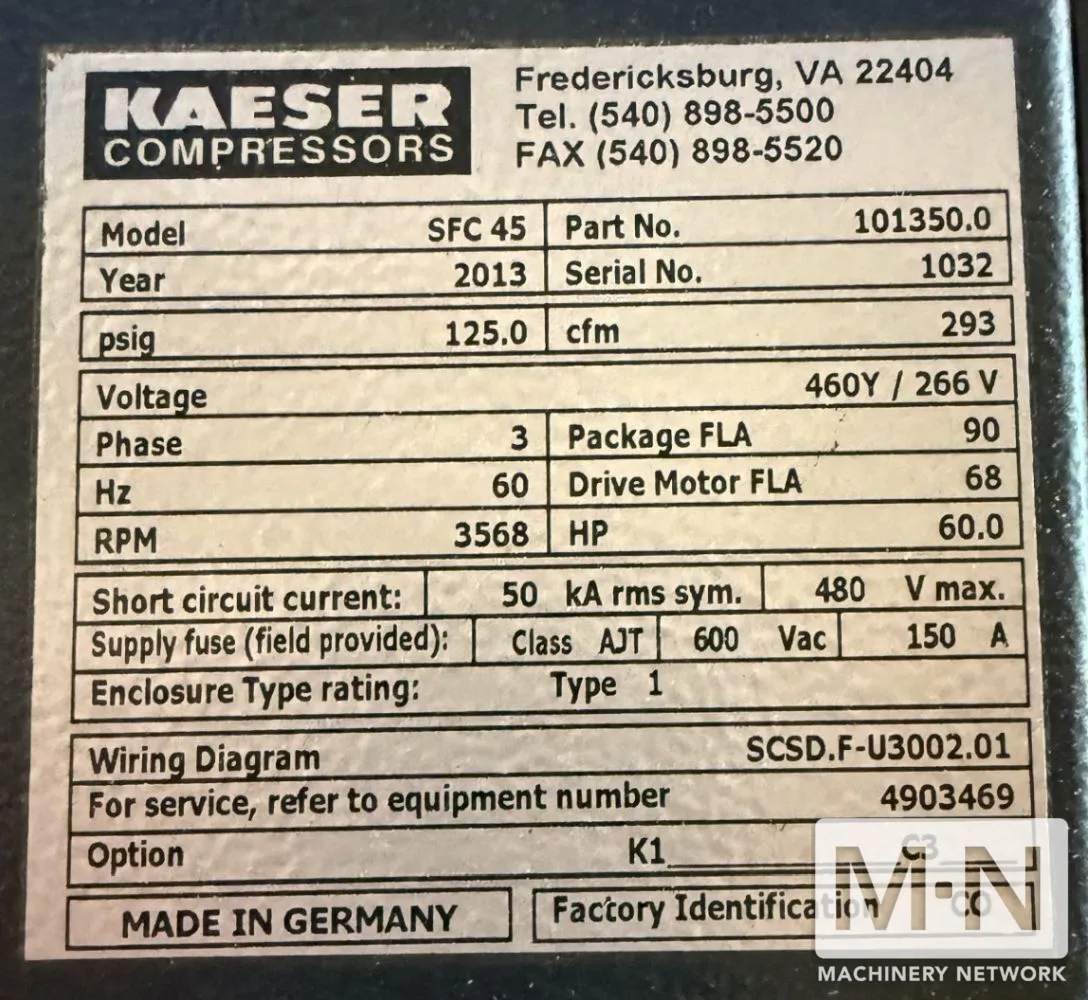 KAESER
COMPRESSORS
Fredericksburg, VA 22404
Tel. (540) 898-5500
FAX (540) 898-5520
Model SFC 45 Part No. 101350.0
Year 2013 Serial No. 1032
psig 125.0 cfm 293
Voltage 460Y / 266 V
Phase 3 Package FLA 90
Hz 60 Drive Motor FLA 68
RPM 3568 HP 60.0
Short circuit current: 50 kA rms sym. 480 V max.
Supply fuse (field provided): Class AJT 600 Vac 150 A
Enclosure Type rating: Type 1
Wiring Diagram SCSD.F-U3002.01
For service, refer to equipment number 4903469
Option K1__________C3____
MADE IN GERMANY Factory Identification CO
M·N
MACHINERY NETWORK